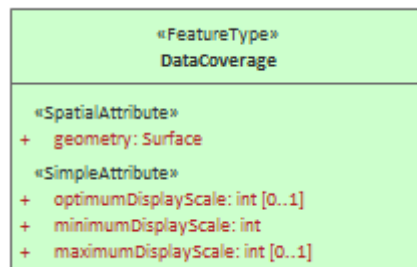 «FeatureType»
DataCoverage
«SpatialAttribute»
+ geometry: Surface
«SimpleAttribute»
+ optimumDisplayScale: int [0..1]
+ minimumDisplayScale: int
+ maximumDisplayScale: int [0..1]